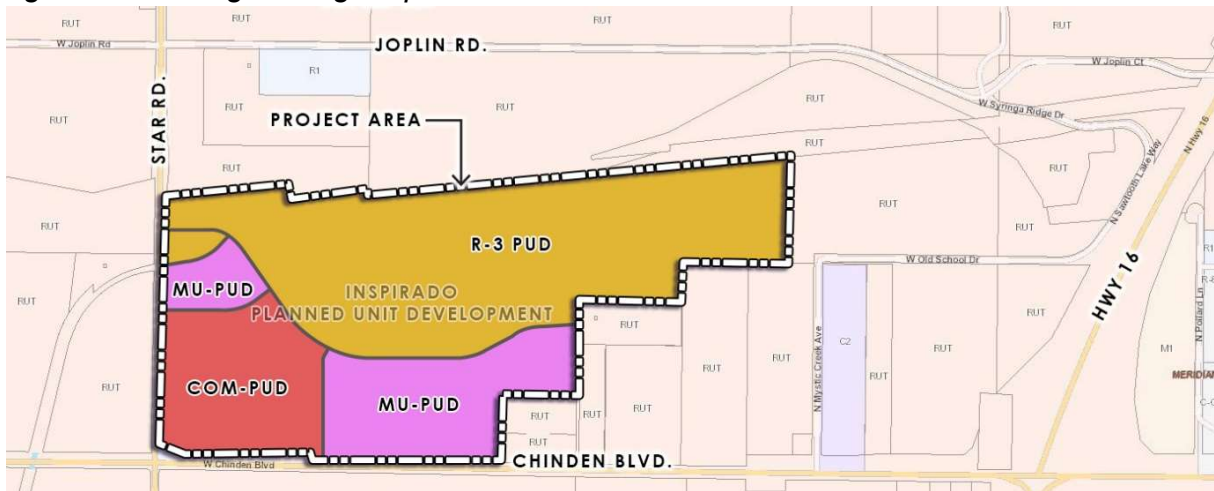 RUT
RUT
RUT
RUT
W Joplin Rd
JOPLIN RD.
STAR RD.
R1
RUT
RUT
RUT
W Joplin Ct
W Syringa Ridge Dr
PROJECT AREA
RUT
RUT
RUT
RUT
N Hwy 16
N Sawtooth Lake Way
RUT
RUT
RUT
R-3 PUD
W Old School Dr
R1
MU-PUD
INSPIRADO
PLANNED UNIT DEVELOPMENT
RUT
RUT
RUT
HWY 16
N Pollard Ln
N Mystic Creek Ave
C2
RUT
M1
RUT
RUT
RUT
COM-PUD
MU-PUD
RUT
RUT
RUT
RUT
W Chinden Blvd
CHINDEN BLVD.